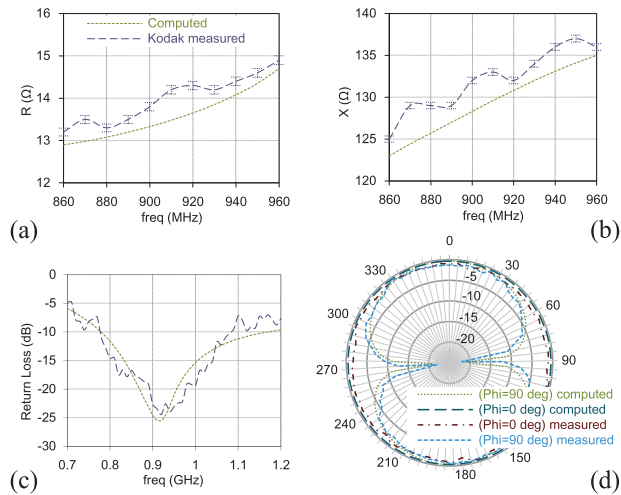 (a)
R (Ω)
16
15
14
13
12
Computed
Kodak measured
860 880 900 920 940 960
freq (MHz)
(b)
X (Ω)
140
135
130
125
120
860 880 900 920 940 960
freq (MHz)
(c)
Return Loss (dB)
0
-5
-10
-15
-20
-25
-30
0.7 0.8 0.9 1 1.1 1.2
freq (GHz)
(d)
0
330 30
-5
300 60
-10
-15
-20
270 90
240
210
180
150
(Phi=90 deg) computed
(Phi=0 deg) computed
(Phi=0 deg) measured
(Phi=90 deg) measured